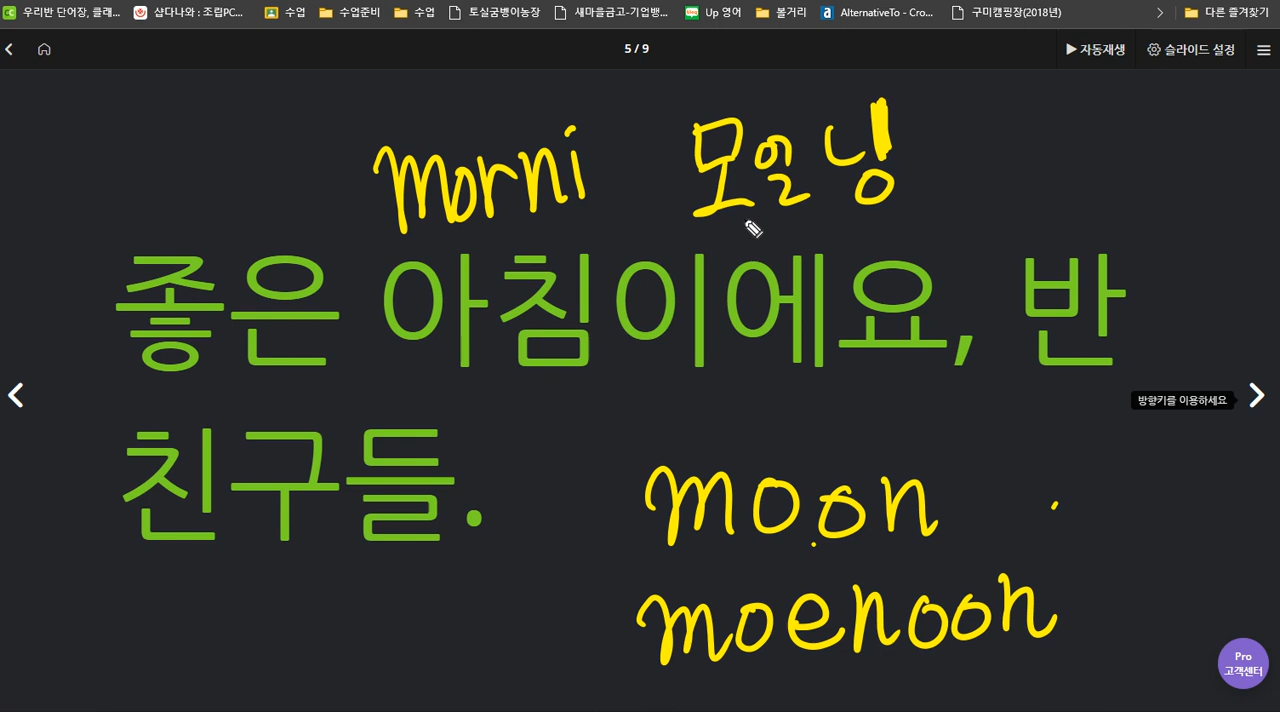 우리반 단어장, 클래... 샵다나와 : 조립PC... 수업 수업준비 수업 토실굼벵이농장 새마을금고-기업뱅... Up 영어 볼거리 AlternativeTo - Cro... 구미캠핑장(2018년) 다른 즐겨찾기
5 / 9 자동재생 슬라이드 설정
morni 모일닝
좋은 아침이에요, 반
방향키를 이용하세요
친구들.
moon
moenoon
Pro
고객센터